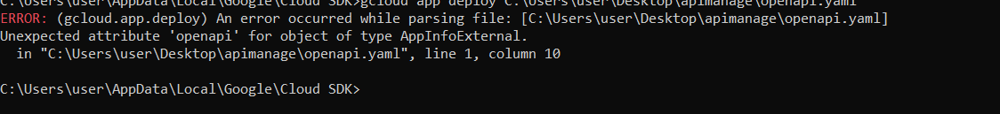 C:\Users\user\AppData\Local\Google\Cloud SDK>gcloud app deploy C:\Users\user\Desktop\apimanage\openapi.yaml
ERROR: (gcloud.app.deploy) An error occurred while parsing file: [C:\Users\user\Desktop\apimanage\openapi.yaml]
Unexpected attribute 'openapi' for object of type AppInfoExternal.
  in "C:\Users\user\Desktop\apimanage\openapi.yaml", line 1, column 10
C:\Users\user\AppData\Local\Google\Cloud SDK>